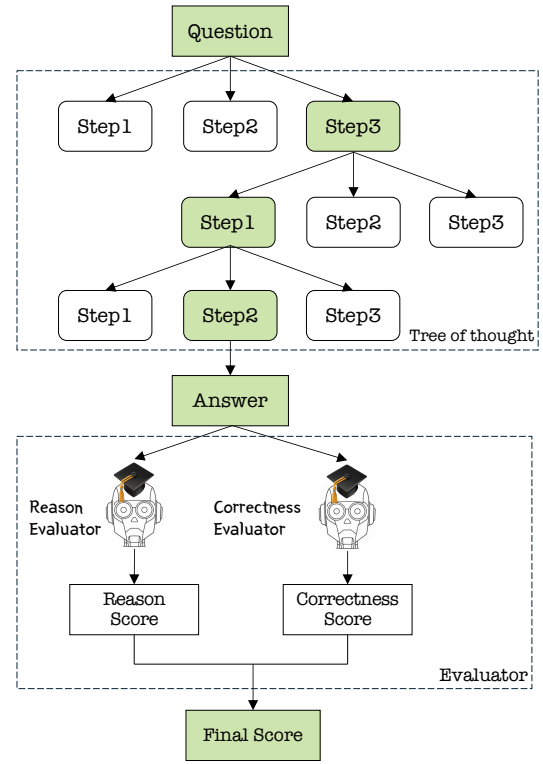 Question
Step1
Step2
Step3
Step1
Step2
Step3
Step1
Step2
Step3
Tree of thought
Answer
Reason
Evaluator
Correctness
Evaluator
Reason
Score
Correctness
Score
Evaluator
Final Score